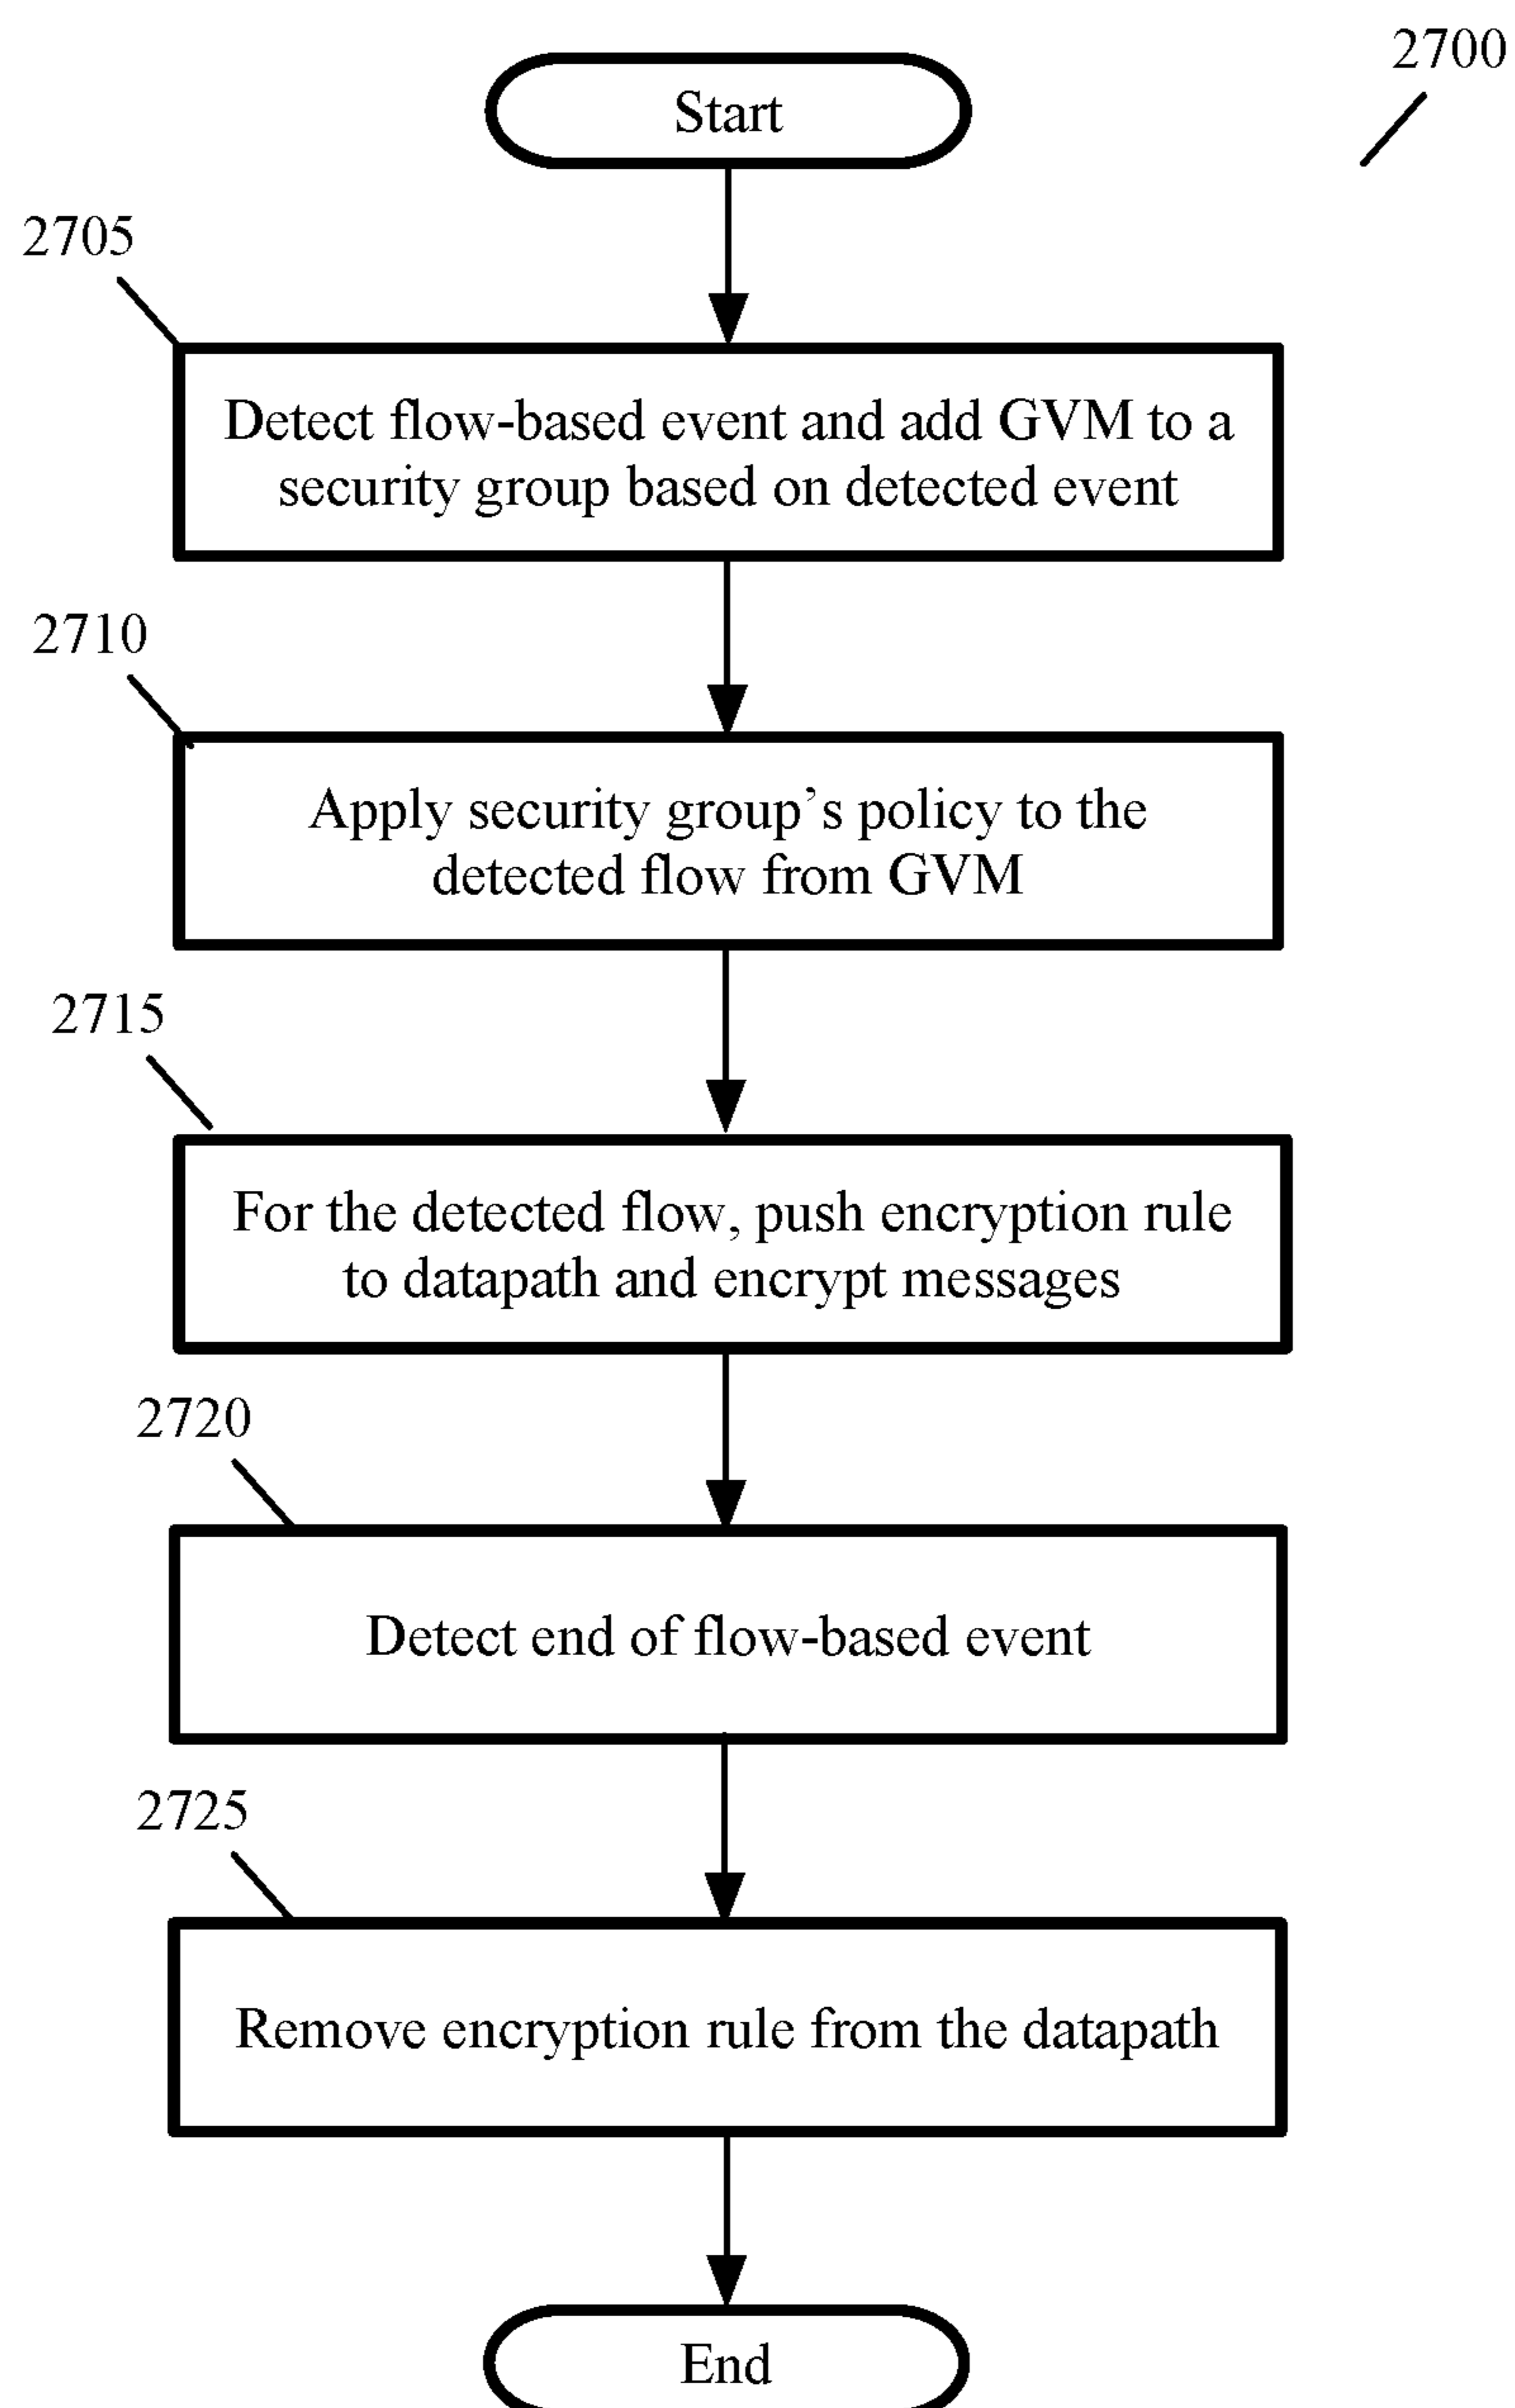 2700
Start
2705
Detect flow-based event and add GVM to a
security group based on detected event
2710
Apply security group’s policy to the
detected flow from GVM
2715
For the detected flow, push encryption rule
to datapath and encrypt messages
2720
Detect end of flow-based event
2725
Remove encryption rule from the datapath
End